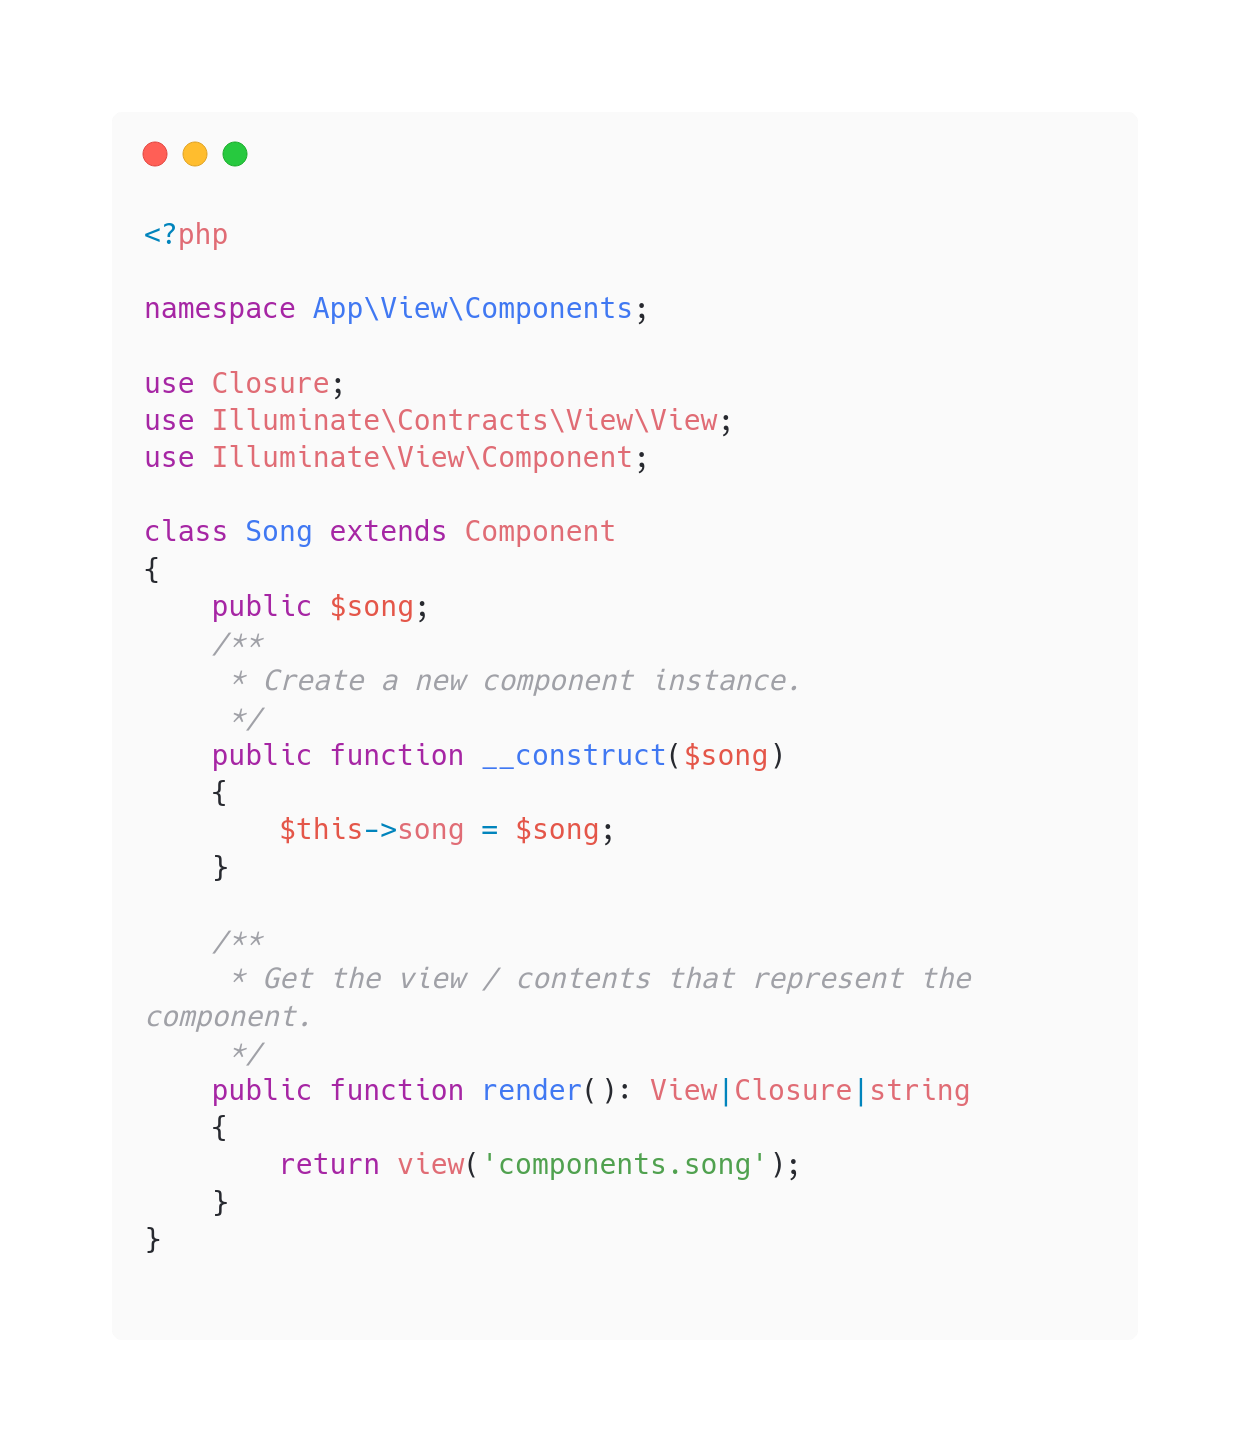 <?php

namespace App\View\Components;

use Closure;
use Illuminate\Contracts\View\View;
use Illuminate\View\Component;

class Song extends Component
{
    public $song;
    /**
     * Create a new component instance.
     */
    public function __construct($song)
    {
        $this->song = $song;
    }

    /**
     * Get the view / contents that represent the
component.
     */
    public function render(): View|Closure|string
    {
        return view('components.song');
    }
}